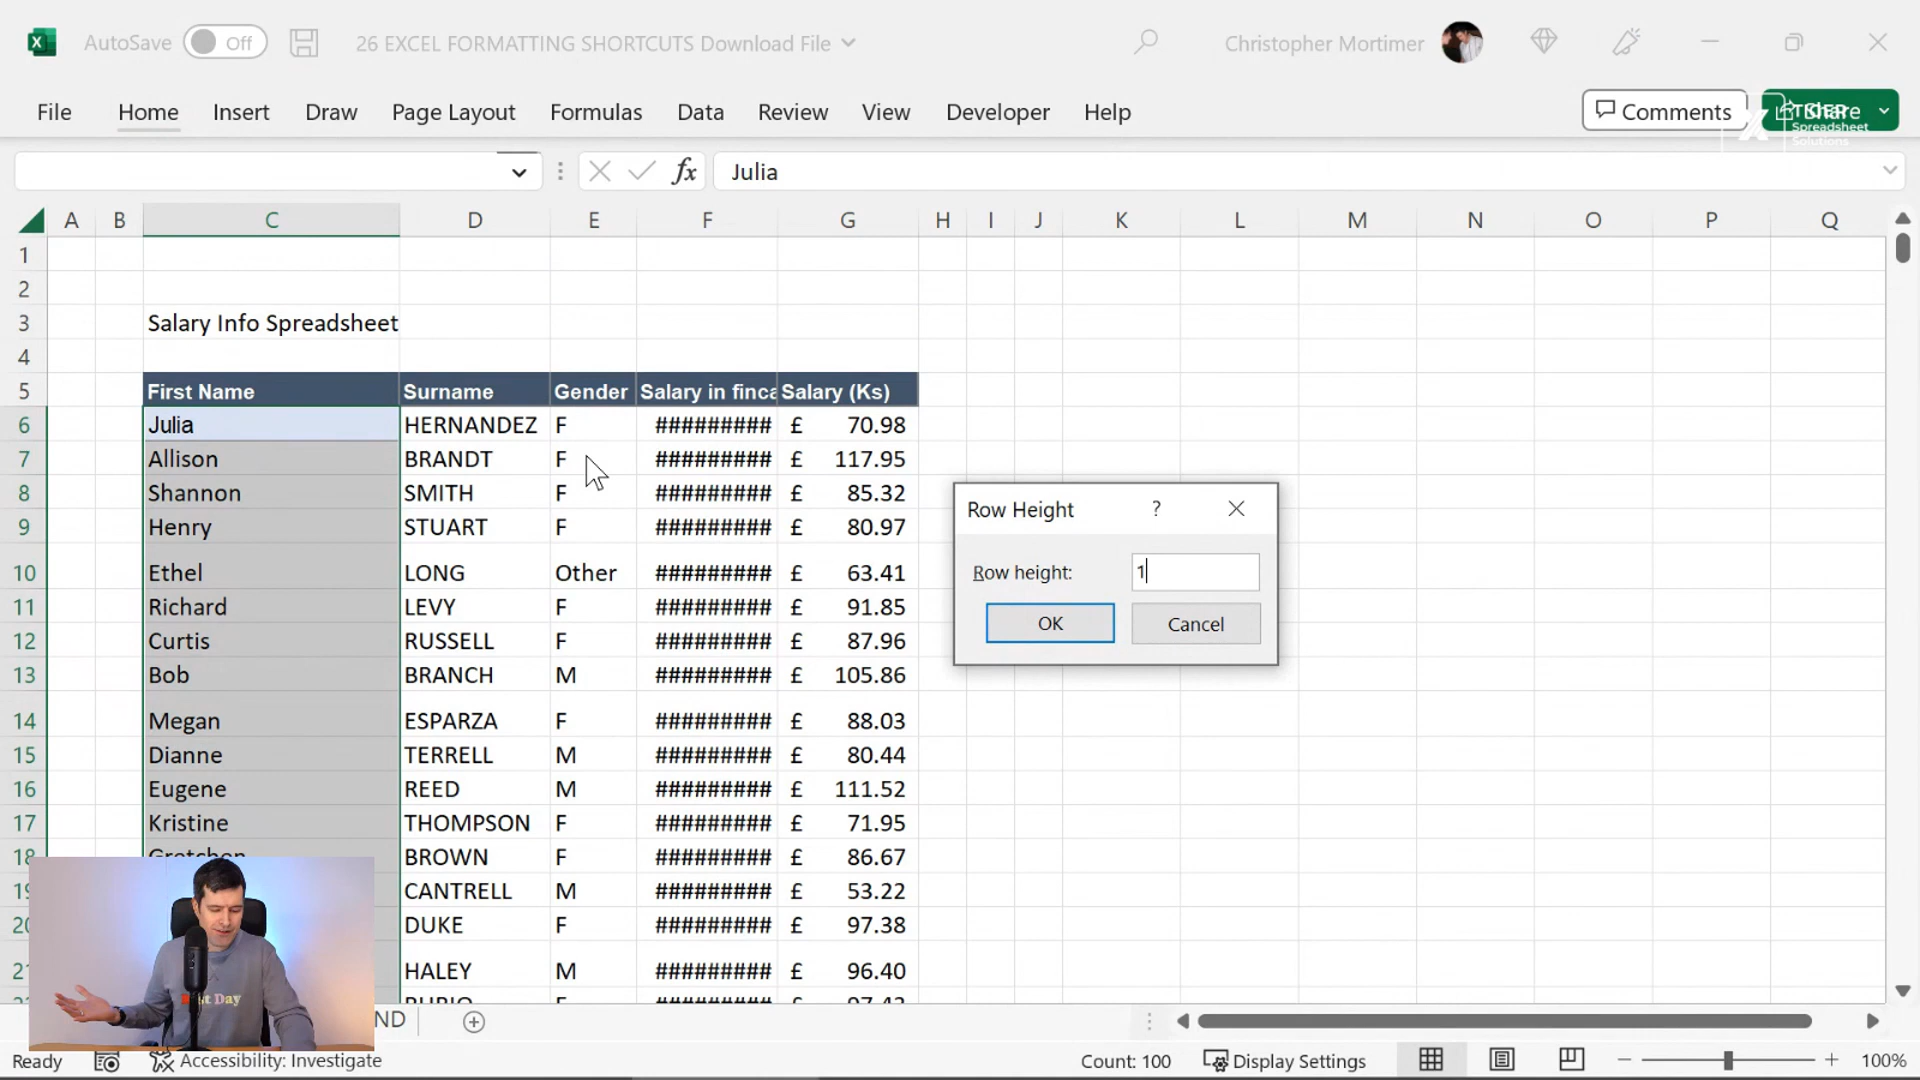 AutoSave Off 26 EXCEL FORMATTING SHORTCUTS Download File Christopher Mortimer
File Home Insert Draw Page Layout Formulas Data Review View Developer Help Comments Share
TIGER
Spreadsheet
Solutions
fx Julia
A B C D E F G H I J K L M N O P Q
1
2
3 Salary Info Spreadsheet
4
5 First Name Surname Gender Salary in finca Salary (Ks)
6 Julia HERNANDEZ F ######### £ 70.98
7 Allison BRANDT F ######### £ 117.95
8 Shannon SMITH F ######### £ 85.32
9 Henry STUART F ######### £ 80.97
10 Ethel LONG Other ######### £ 63.41
11 Richard LEVY F ######### £ 91.85
12 Curtis RUSSELL F ######### £ 87.96
13 Bob BRANCH M ######### £ 105.86
14 Megan ESPARZA F ######### £ 88.03
15 Dianne TERRELL M ######### £ 80.44
16 Eugene REED M ######### £ 111.52
17 Kristine THOMPSON F ######### £ 71.95
18 Gretchen BROWN F ######### £ 86.67
19 CANTRELL M ######### £ 53.22
20 DUKE F ######### £ 97.38
21 HALEY M ######### £ 96.40
RUBIO F ######### £ 97.43
Row Height ?
Row height: 1
OK Cancel
st Day
ND
Ready Accessibility: Investigate Count: 100 Display Settings 100%